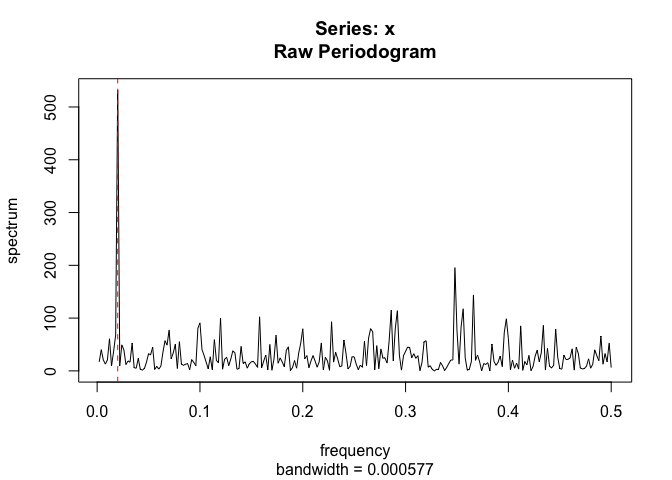 Series: x
Raw Periodogram
500
400
300
200
100
0
spectrum
0.0 0.1 0.2 0.3 0.4 0.5
frequency
bandwidth = 0.000577